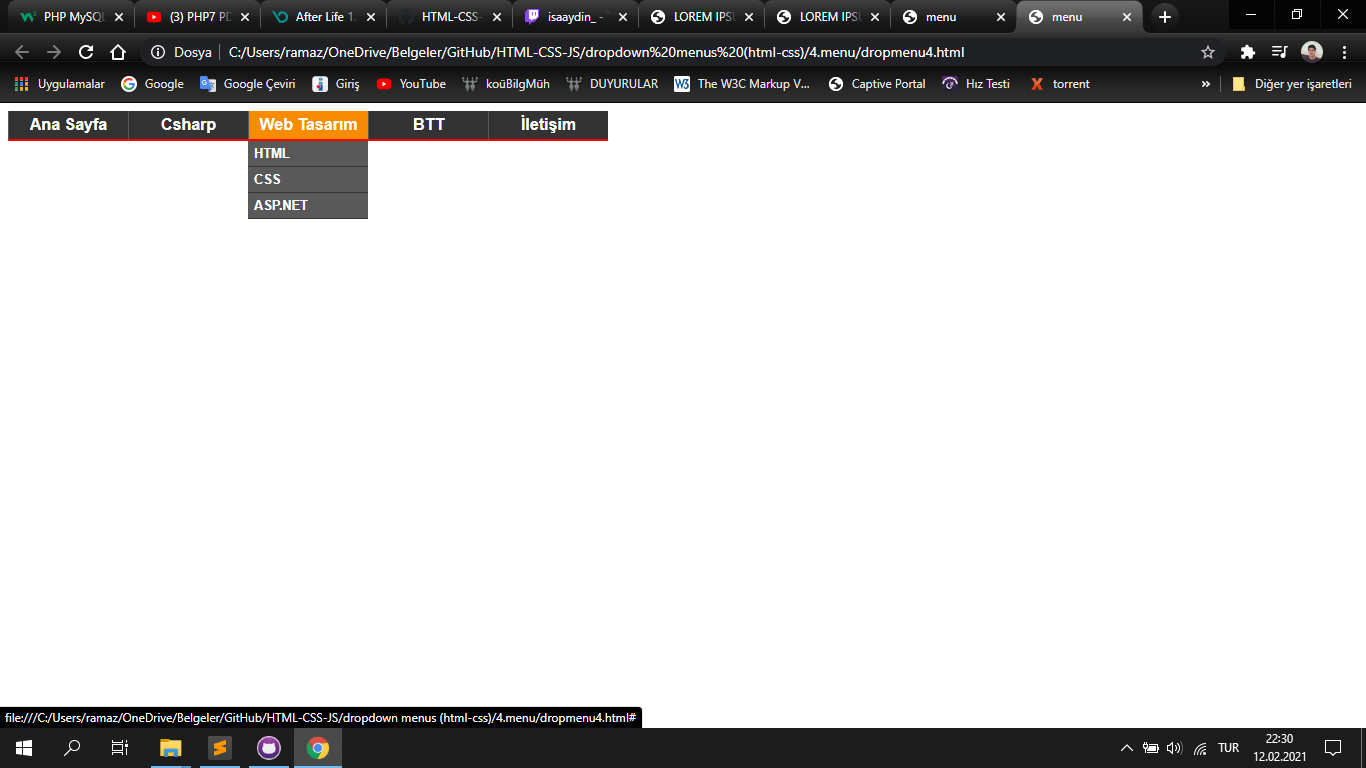 PHP MySQL (3) PHP7 PD After Life 1. HTML-CSS- isaaydin_ - T LOREM IPSU LOREM IPSU menu menu
Dosya C:/Users/ramaz/OneDrive/Belgeler/GitHub/HTML-CSS-JS/dropdown%20menus%20(html-css)/4.menu/dropmenu4.html
Uygulamalar Google Google Çeviri Giriş YouTube koüBilgMüh DUYURULAR W3 The W3C Markup V... Captive Portal Hız Testi X torrent » Diğer yer işaretleri
Ana Sayfa Csharp Web Tasarım BTT İletişim
HTML
CSS
ASP.NET
file:///C:/Users/ramaz/OneDrive/Belgeler/GitHub/HTML-CSS-JS/dropdown menus (html-css)/4.menu/dropmenu4.html#
TUR 22:30
12.02.2021